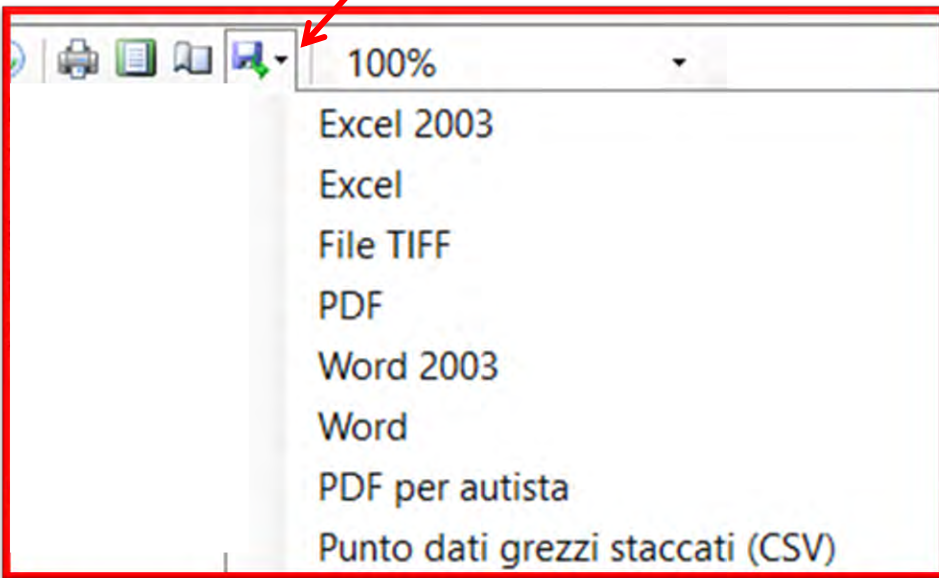 100%
Excel 2003
Excel
File TIFF
PDF
Word 2003
Word
PDF per autista
Punto dati grezzi staccati (CSV)